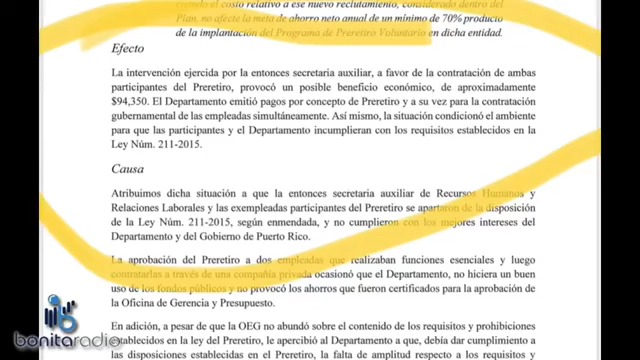 ciendo el costo relativo a ese nuevo reclutamiento, considerado dentro del
Plan, no afecte la meta de ahorro neto anual de un mínimo de 70% producto
de la implantación del Programa de Preretiro Voluntario en dicha entidad.
Efecto
La intervención ejercida por la entonces secretaria auxiliar, a favor de la contratación de ambas
participantes del Preretiro, provocó un posible beneficio económico, de aproximadamente
$94,350. El Departamento emitió pagos por concepto de Preretiro y a su vez para la contratación
gubernamental de las empleadas simultáneamente. Así mismo, la situación condicionó el ambiente
para que las participantes y el Departamento incumplieran con los requisitos establecidos en la
Ley Núm. 211-2015.
Causa
Atribuimos dicha situación a que la entonces secretaria auxiliar de Recursos Humanos y
Relaciones Laborales y las exempleadas participantes del Preretiro se apartaron de la disposición
de la Ley Núm. 211-2015, según enmendada, y no cumplieron con los mejores intereses del
Departamento y del Gobierno de Puerto Rico.
La aprobación del Preretiro a dos empleadas que realizaban funciones esenciales y luego
contratarlas a través de una compañía privada ocasionó que el Departamento, no hiciera un buen
uso de los fondos públicos y no provocó los ahorros que fueron certificados para la aprobación de
la Oficina de Gerencia y Presupuesto.
En adición, a pesar de que la OEG no abundó sobre el contenido de los requisitos y prohibiciones
establecidos en la ley del Preretiro, le apercibió al Departamento a que, debía dar cumplimiento a
las disposiciones establecidas en el Preretiro, la falta de amplitud respecto a los requisitos y
bonitaradio